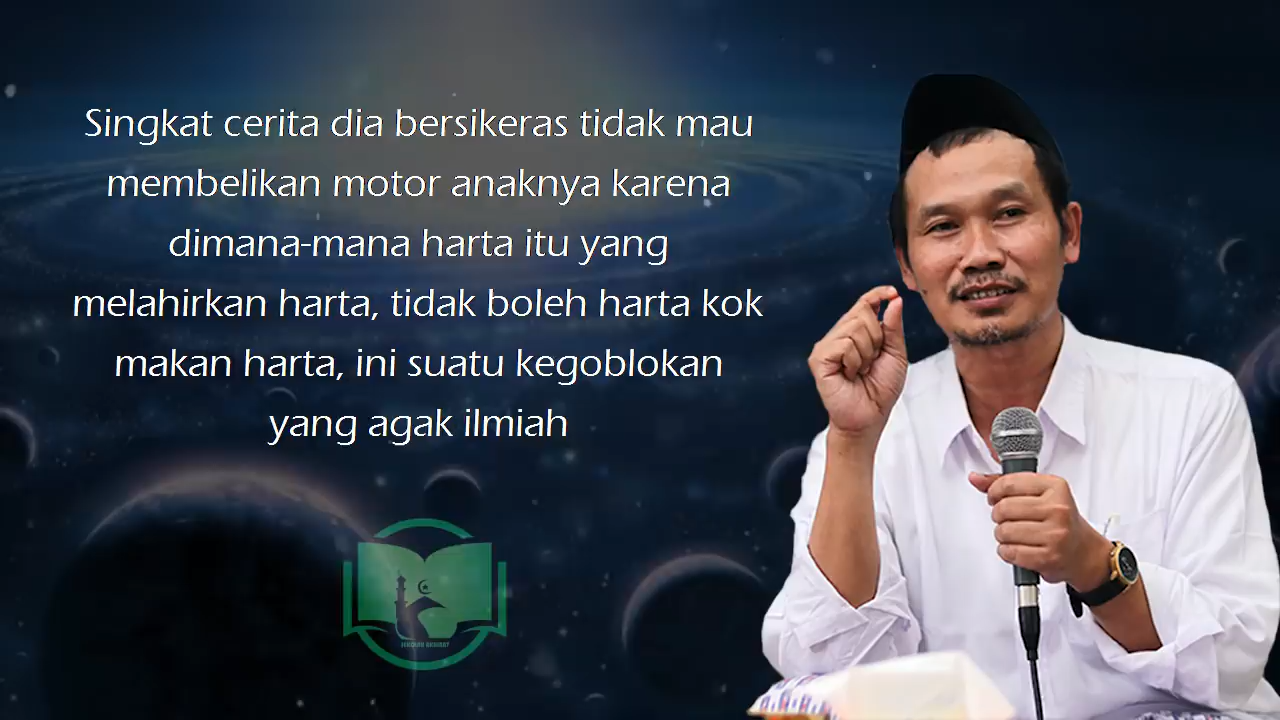 Singkat cerita dia bersikeras tidak mau
membelikan motor anaknya karena
dimana-mana harta itu yang
melahirkan harta, tidak boleh harta kok
makan harta, ini suatu kegoblokan
yang agak ilmiah